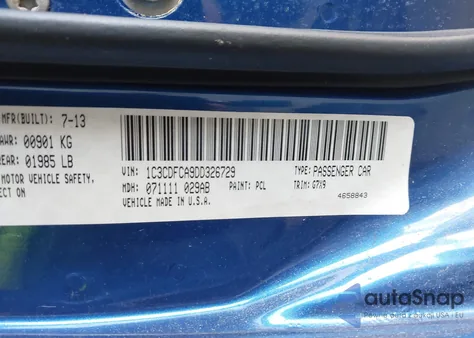 MFR(BUILT): 7-13
AWR: 00901 KG
REAR: 01985 LB
MOTOR VEHICLE SAFETY,
ECT ON
VIN: 1C3CDFCA9DD326729 TYPE: PASSENGER CAR
MDH: 071111 029AB PAINT: PCL TRIM: G7X9
VEHICLE MADE IN U.S.A. 4658843
autoSnap